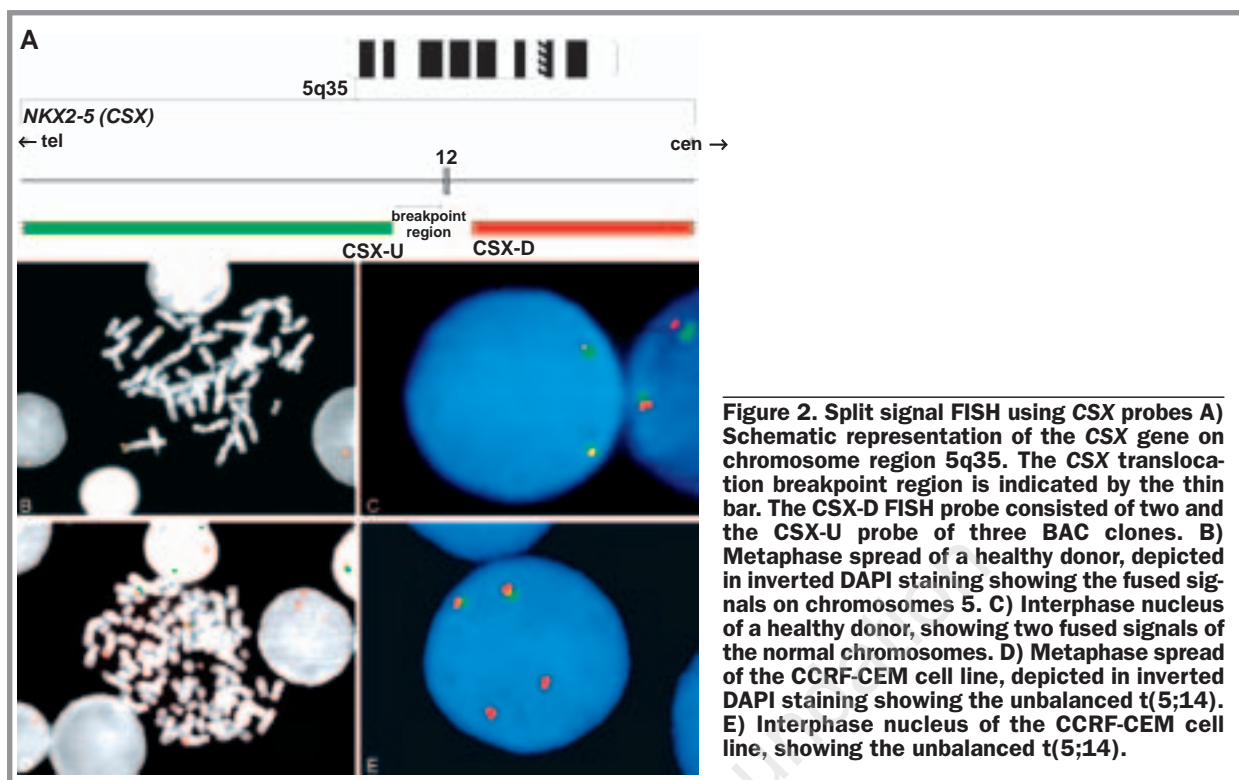 A
5q35
NKX2-5 (CSX)
← tel
cen →
12
breakpoint
region
CSX-U
CSX-D
B
C
E
Figure 2. Split signal FISH using CSX probes A)
Schematic representation of the CSX gene on
chromosome region 5q35. The CSX transloca-
tion breakpoint region is indicated by the thin
bar. The CSX-D FISH probe consisted of two and
the CSX-U probe of three BAC clones. B)
Metaphase spread of a healthy donor, depicted
in inverted DAPI staining showing the fused sig-
nals on chromosomes 5. C) Interphase nucleus
of a healthy donor, showing two fused signals of
the normal chromosomes. D) Metaphase spread
of the CCRF-CEM cell line, depicted in inverted
DAPI staining showing the unbalanced t(5;14).
E) Interphase nucleus of the CCRF-CEM cell
line, showing the unbalanced t(5;14).